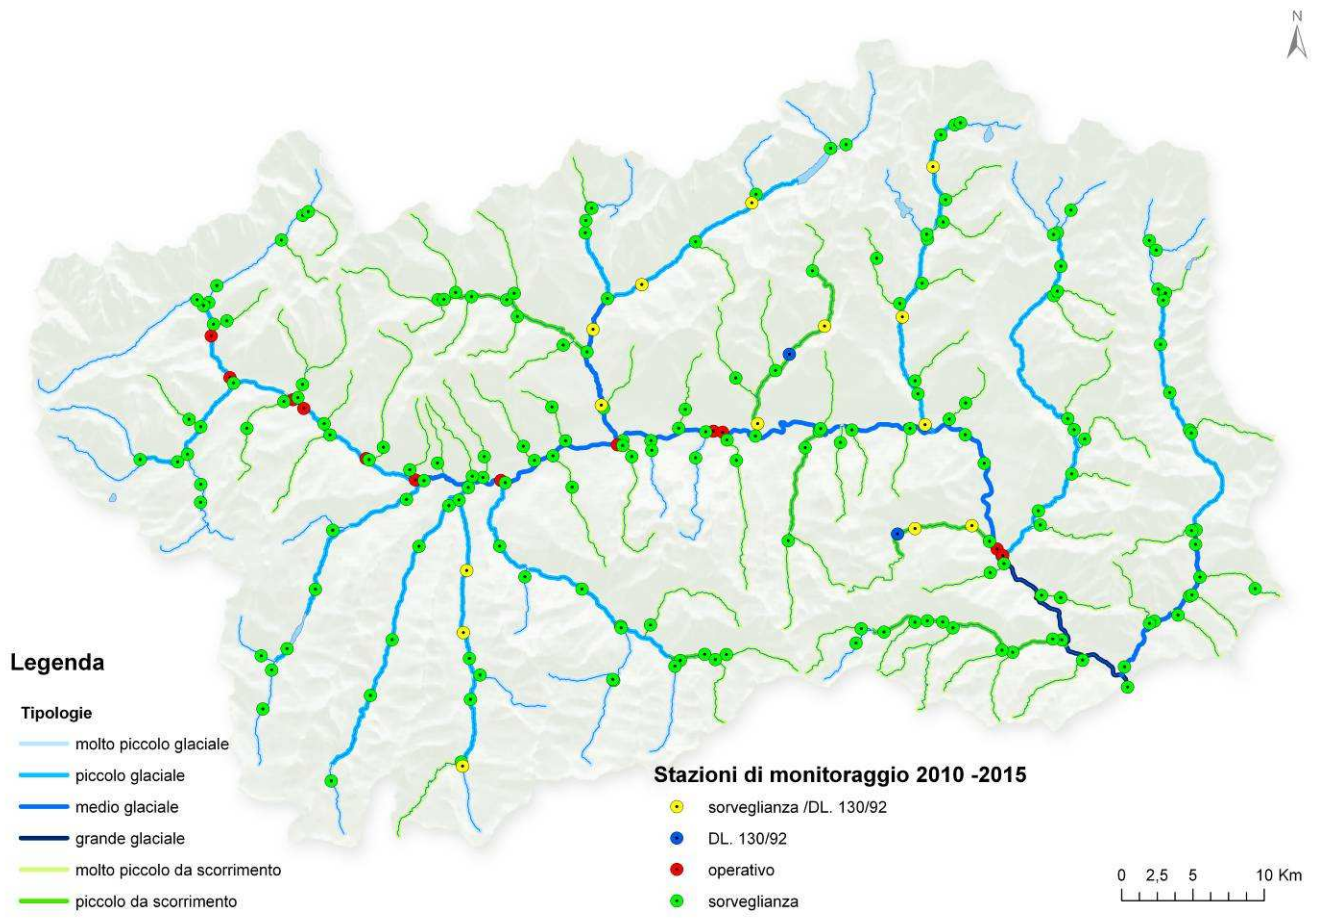 N
Legenda
Tipologie
molto piccolo glaciale
piccolo glaciale
medio glaciale
grande glaciale
molto piccolo da scorrimento
piccolo da scorrimento
Stazioni di monitoraggio 2010 -2015
sorveglianza /DL. 130/92
DL. 130/92
operativo
sorveglianza
0 2,5 5 10 Km